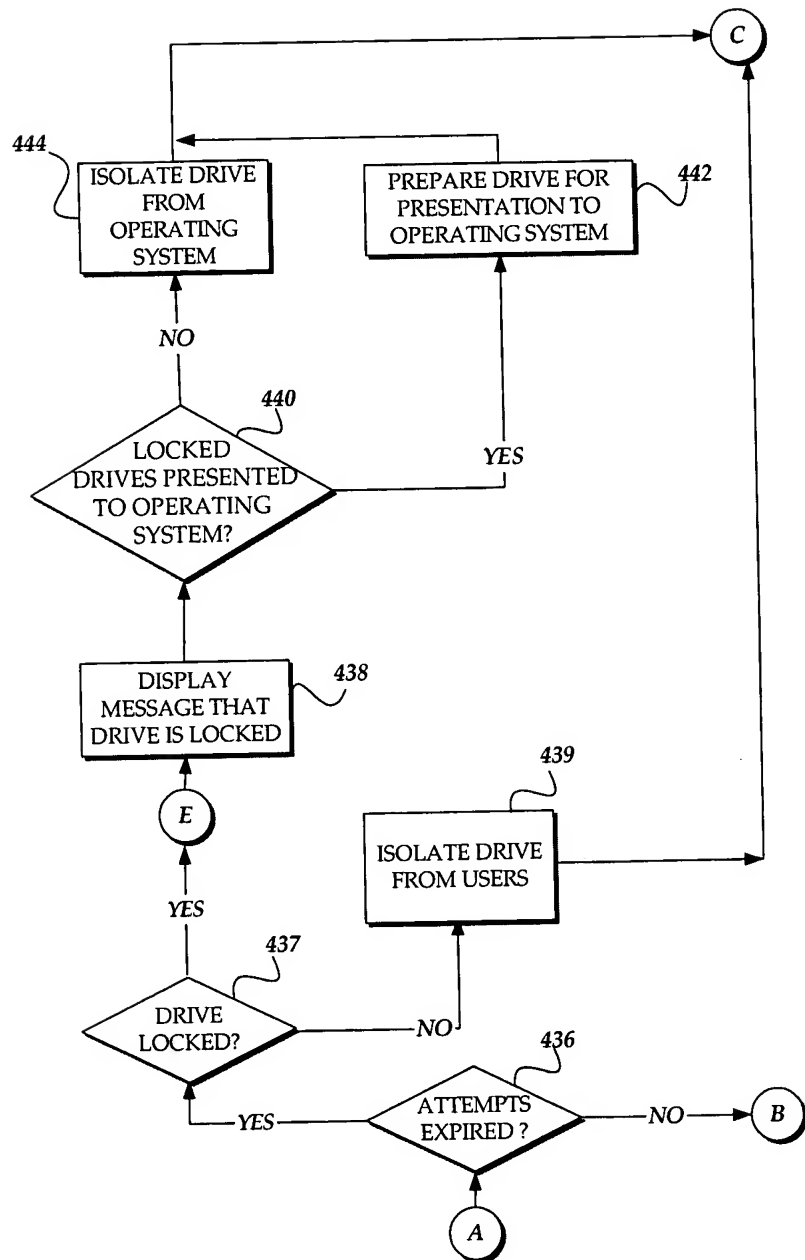 C
444
ISOLATE DRIVE
FROM
OPERATING
SYSTEM
PREPARE DRIVE FOR
PRESENTATION TO
OPERATING SYSTEM
442
NO
440
LOCKED
DRIVES PRESENTED
TO OPERATING
SYSTEM?
YES
DISPLAY
MESSAGE THAT
DRIVE IS LOCKED
438
E
439
ISOLATE DRIVE
FROM USERS
YES
437
DRIVE
LOCKED?
NO
436
ATTEMPTS
EXPIRED ?
YES
NO
B
A